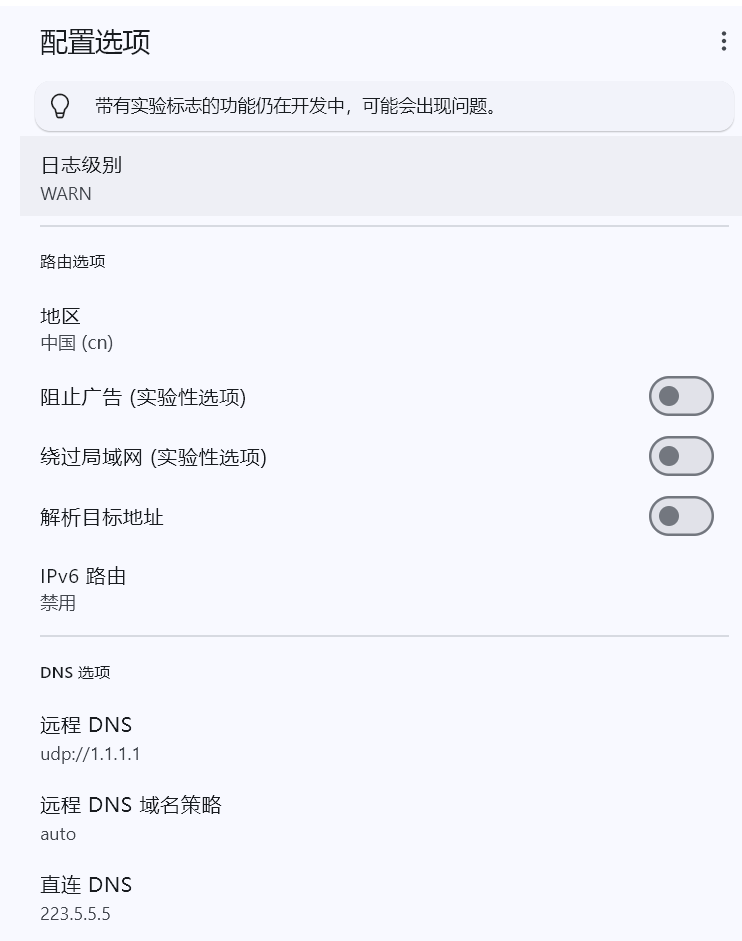 配置选项
带有实验标志的功能仍在开发中，可能会出现问题。
日志级别
WARN
路由选项
地区
中国 (cn)
阻止广告 (实验性选项)
绕过局域网 (实验性选项)
解析目标地址
IPv6 路由
禁用
DNS 选项
远程 DNS
udp://1.1.1.1
远程 DNS 域名策略
auto
直连 DNS
223.5.5.5